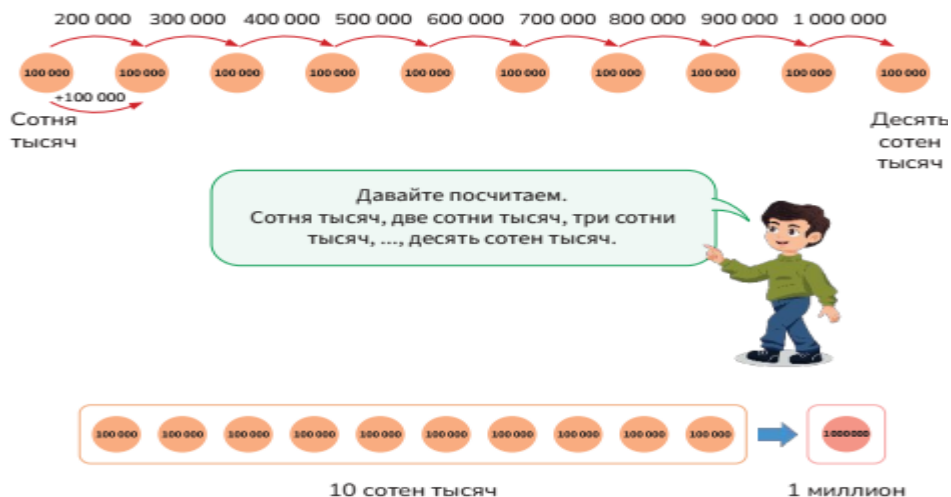 200 000 300 000 400 000 500 000 600 000 700 000 800 000 900 000 1 000 000
100 000 100 000 100 000 100 000 100 000 100 000 100 000 100 000 100 000 100 000
+100 000
Сотня
тысяч
Десять
сотен
тысяч
Давайте посчитаем.
Сотня тысяч, две сотни тысяч, три сотни
тысяч, ..., десять сотен тысяч.
100 000 100 000 100 000 100 000 100 000 100 000 100 000 100 000 100 000 100 000 1 000 000
10 сотен тысяч 1 миллион